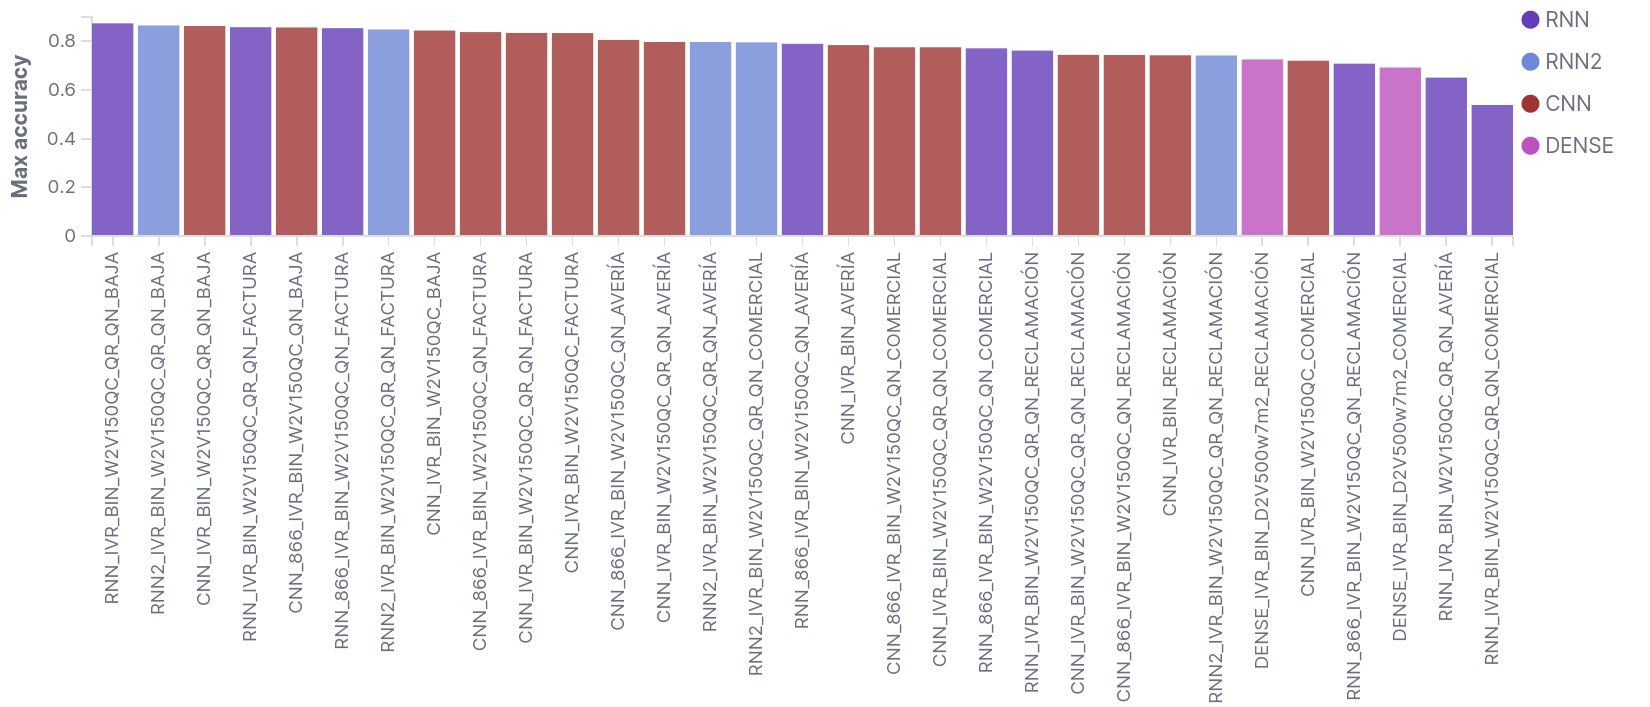 Max accuracy
0.8
0.6
0.4
0.2
0
RNN_IVR_BIN_W2V150QC_QR_QN_BAJA
RNN2_IVR_BIN_W2V150QC_QR_QN_BAJA
CNN_IVR_BIN_W2V150QC_QR_QN_BAJA
RNN_IVR_BIN_W2V150QC_QR_QN_FACTURA
CNN_866_IVR_BIN_W2V150QC_QN_BAJA
RNN_866_IVR_BIN_W2V150QC_QN_FACTURA
RNN2_IVR_BIN_W2V150QC_QR_QN_FACTURA
CNN_IVR_BIN_W2V150QC_BAJA
CNN_866_IVR_BIN_W2V150QC_QN_FACTURA
CNN_IVR_BIN_W2V150QC_QR_QN_FACTURA
CNN_IVR_BIN_W2V150QC_FACTURA
CNN_866_IVR_BIN_W2V150QC_QN_AVERÍA
CNN_IVR_BIN_W2V150QC_QR_QN_AVERÍA
RNN2_IVR_BIN_W2V150QC_QR_QN_AVERÍA
RNN2_IVR_BIN_W2V150QC_QR_QN_COMERCIAL
RNN_866_IVR_BIN_W2V150QC_QN_AVERÍA
CNN_IVR_BIN_AVERÍA
CNN_866_IVR_BIN_W2V150QC_QN_COMERCIAL
CNN_IVR_BIN_W2V150QC_QR_QN_COMERCIAL
RNN_866_IVR_BIN_W2V150QC_QN_COMERCIAL
RNN_IVR_BIN_W2V150QC_QR_QN_RECLAMACIÓN
CNN_IVR_BIN_W2V150QC_QR_QN_RECLAMACIÓN
CNN_866_IVR_BIN_W2V150QC_QN_RECLAMACIÓN
CNN_IVR_BIN_RECLAMACIÓN
RNN2_IVR_BIN_W2V150QC_QR_QN_RECLAMACIÓN
DENSE_IVR_BIN_D2V500w7m2_RECLAMACIÓN
CNN_IVR_BIN_W2V150QC_COMERCIAL
RNN_866_IVR_BIN_W2V150QC_QN_RECLAMACIÓN
DENSE_IVR_BIN_D2V500w7m2_COMERCIAL
RNN_IVR_BIN_W2V150QC_QR_QN_AVERÍA
RNN_IVR_BIN_W2V150QC_QR_QN_COMERCIAL
RNN
RNN2
CNN
DENSE